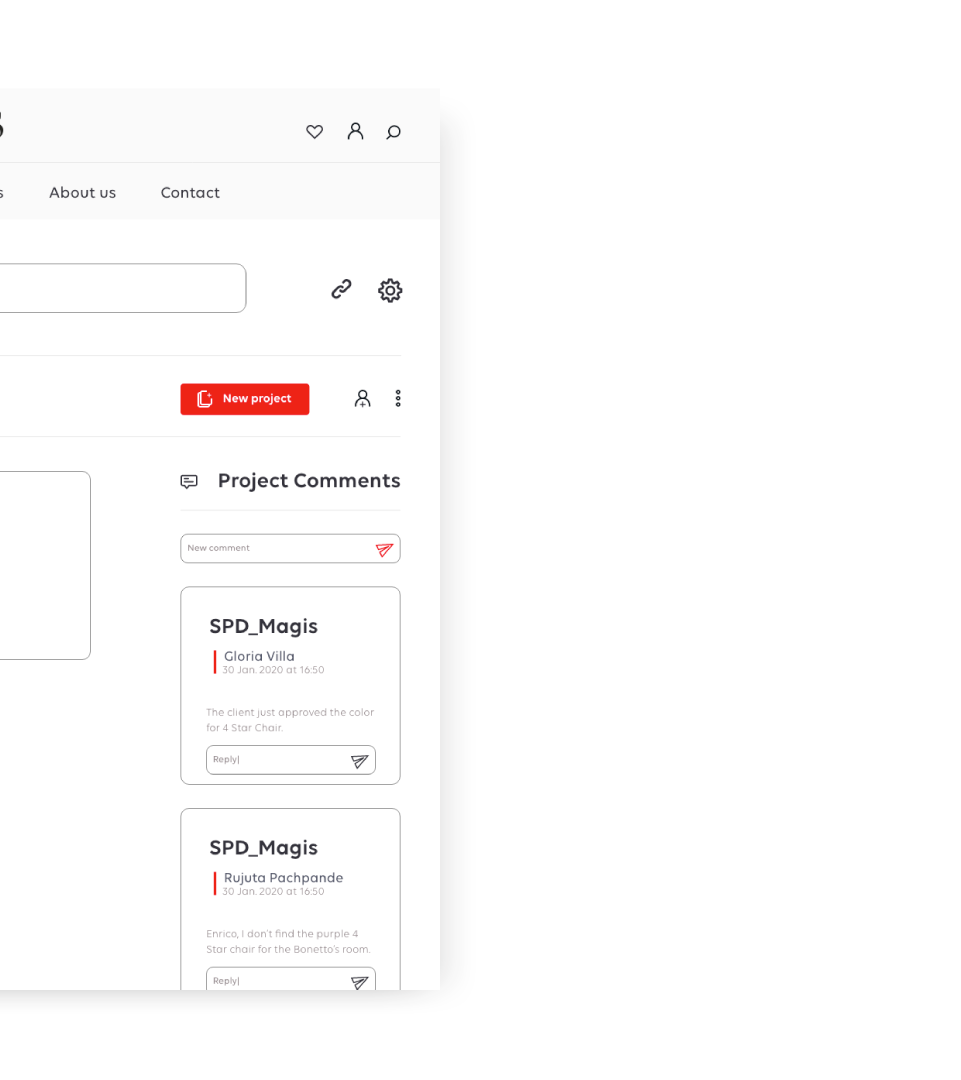 About us
Contact
New project
Project Comments
New comment
SPD_Magis
Gloria Villa
30 Jan. 2020 at 16:50
The client just approved the color
for 4 Star Chair.
Reply|
SPD_Magis
Rujuta Pachpande
30 Jan. 2020 at 16:50
Enrico, I don't find the purple 4
Star chair for the Bonetto's room.
Reply|